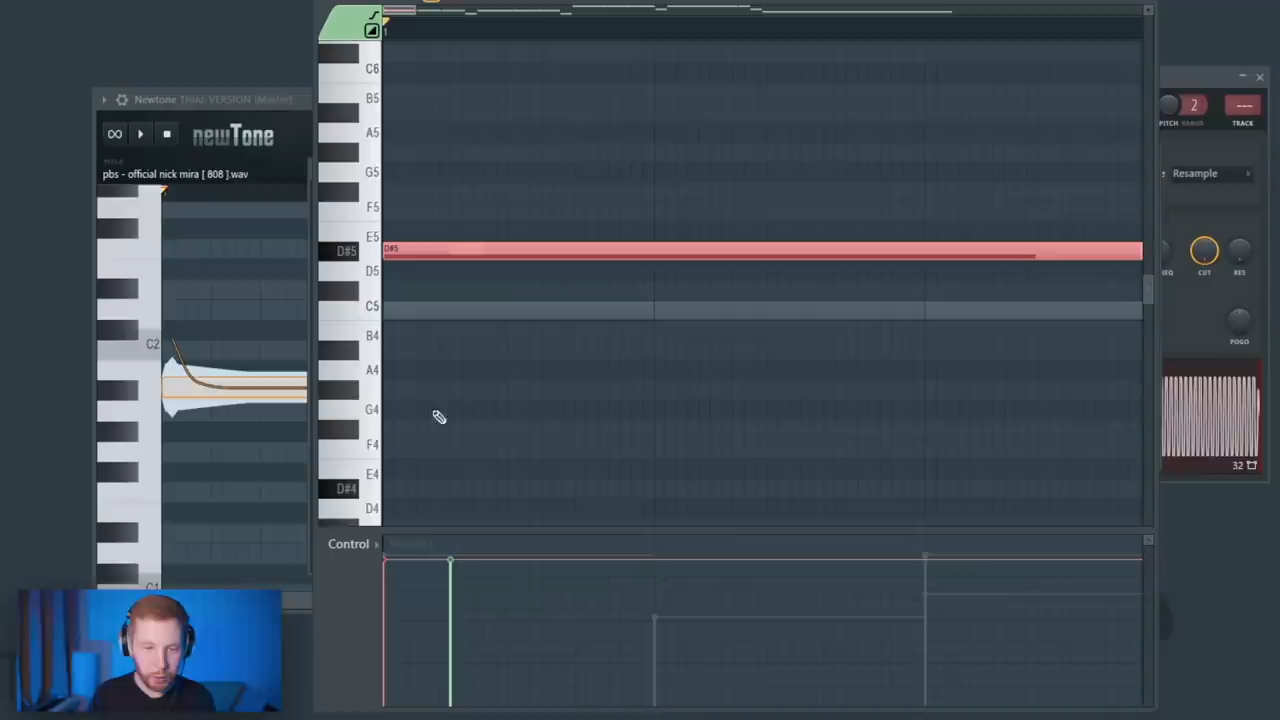 1
Newtone TRIAL VERSION (Master)
newTone
TITLE
pbs - official nick mira [ 808 ].wav
C2
C1
C6
B5
A5
G5
F5
E5
D#5
D#5
D5
C5
B4
A4
G4
F4
E4
D#4
D4
Control
2
---
PITCH
RANGE
TRACK
Resample
CUT
RES
POGO
32